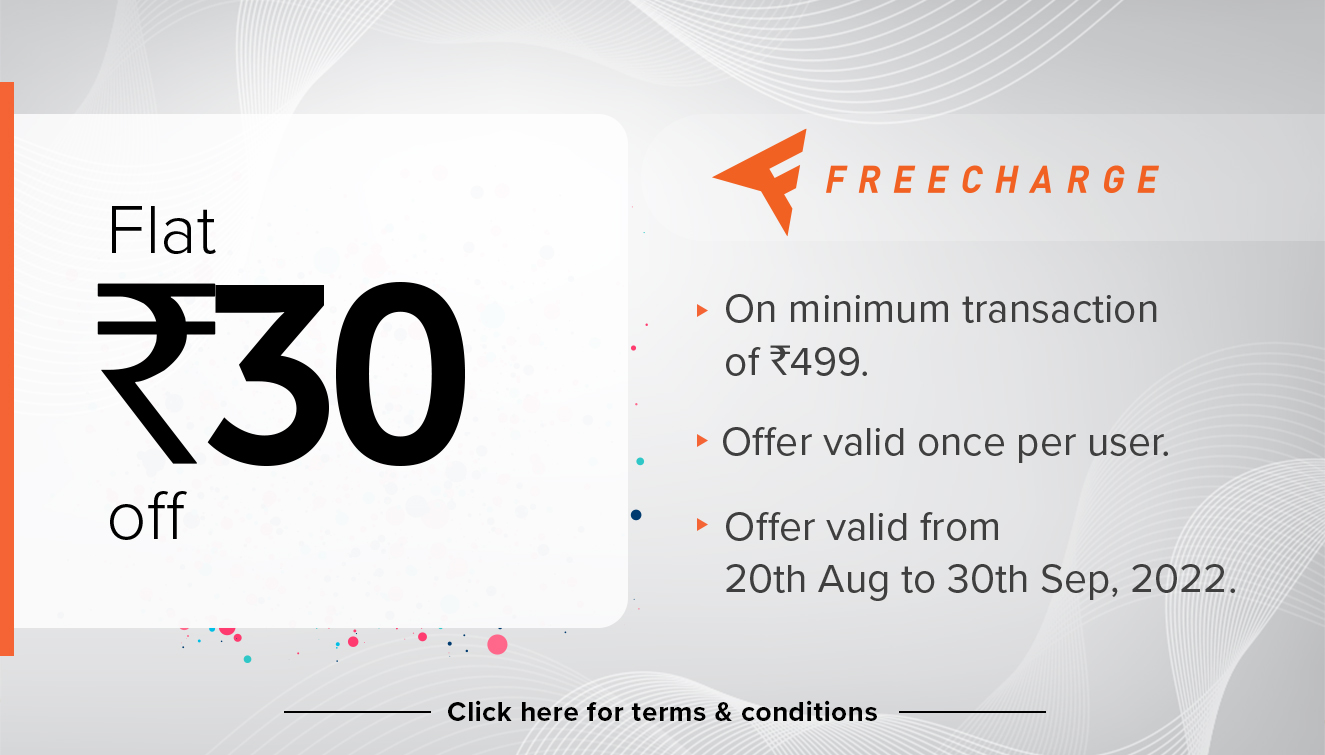 Flat
₹30
off
FREECHARGE
On minimum transaction
of ₹499.
Offer valid once per user.
Offer valid from
20th Aug to 30th Sep, 2022.
Click here for terms & conditions